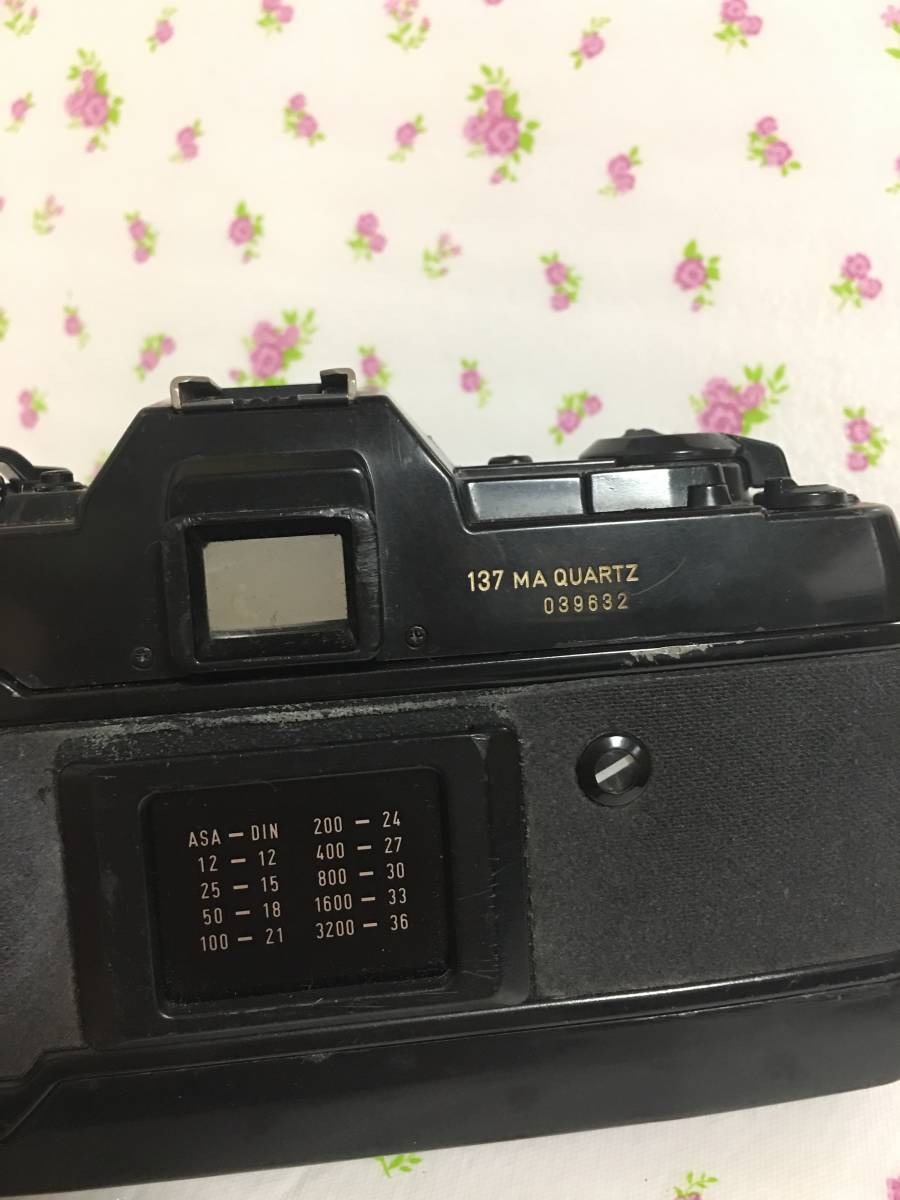 137 MA QUARTZ
039632
ASA — DIN
12 — 12
25 — 15
50 — 18
100 — 21
200 — 24
400 — 27
800 — 30
1600 — 33
3200 — 36